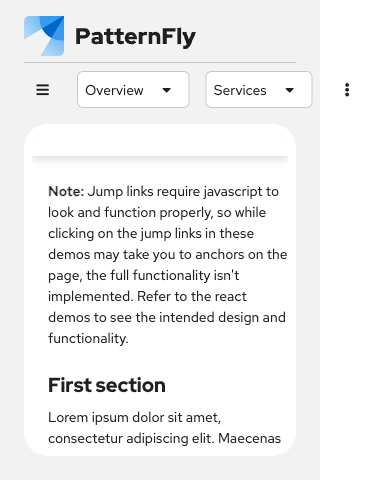 PatternFly
Overview Services
Note: Jump links require javascript to
look and function properly, so while
clicking on the jump links in these
demos may take you to anchors on the
page, the full functionality isn't
implemented. Refer to the react
demos to see the intended design and
functionality.
First section
Lorem ipsum dolor sit amet,
consectetur adipiscing elit. Maecenas